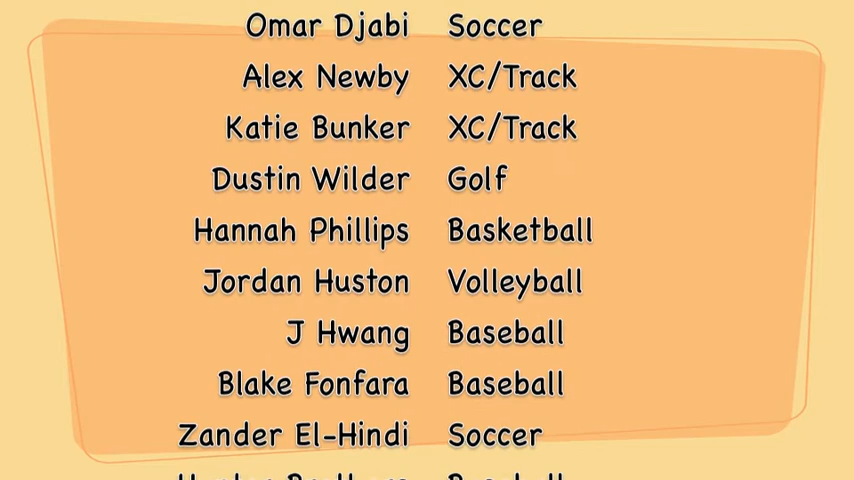 Omar Djabi Soccer
Alex Newby XC/Track
Katie Bunker XC/Track
Dustin Wilder Golf
Hannah Phillips Basketball
Jordan Huston Volleyball
J Hwang Baseball
Blake Fonfara Baseball
Zander El-Hindi Soccer